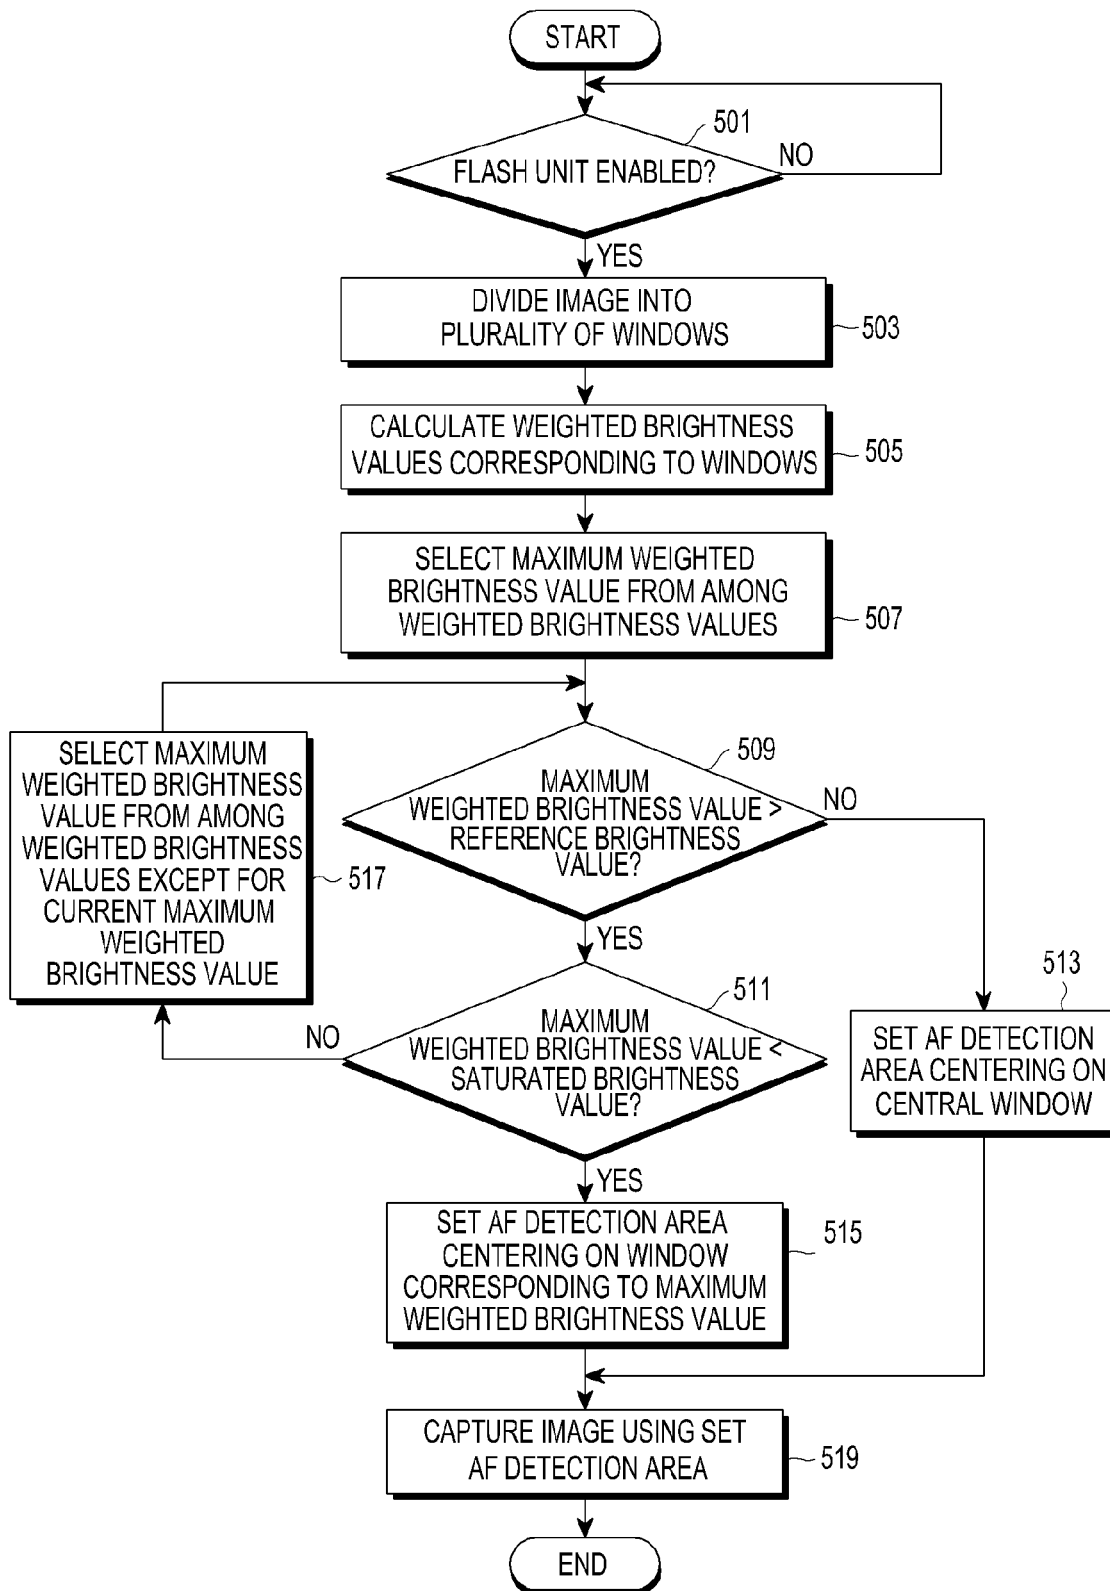 START
501
FLASH UNIT ENABLED?
NO
YES
DIVIDE IMAGE INTO
PLURALITY OF WINDOWS
503
CALCULATE WEIGHTED BRIGHTNESS
VALUES CORRESPONDING TO WINDOWS
505
SELECT MAXIMUM WEIGHTED
BRIGHTNESS VALUE FROM AMONG
WEIGHTED BRIGHTNESS VALUES
507
SELECT MAXIMUM
WEIGHTED BRIGHTNESS
VALUE FROM AMONG
WEIGHTED BRIGHTNESS
VALUES EXCEPT FOR
CURRENT MAXIMUM
WEIGHTED
BRIGHTNESS VALUE
517
509
MAXIMUM
WEIGHTED BRIGHTNESS VALUE >
REFERENCE BRIGHTNESS
VALUE?
NO
YES
511
MAXIMUM
WEIGHTED BRIGHTNESS VALUE <
SATURATED BRIGHTNESS
VALUE?
NO
YES
513
SET AF DETECTION
AREA CENTERING ON
CENTRAL WINDOW
SET AF DETECTION AREA
CENTERING ON WINDOW
CORRESPONDING TO MAXIMUM
WEIGHTED BRIGHTNESS VALUE
515
CAPTURE IMAGE USING SET
AF DETECTION AREA
519
END